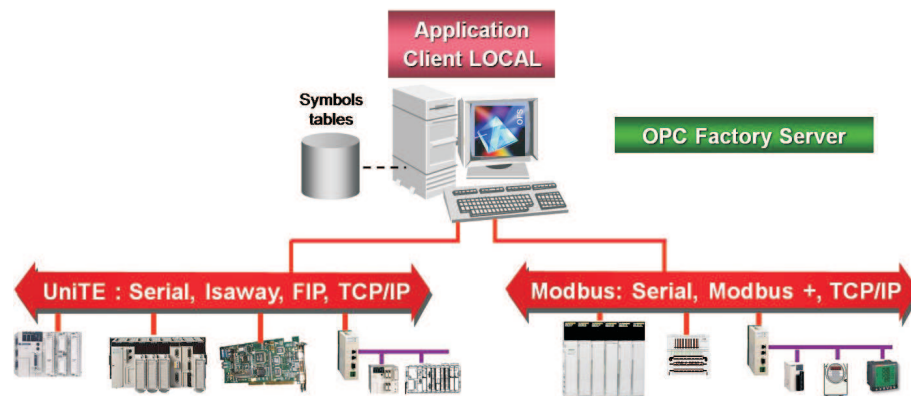 Application
Client LOCAL
Symbols
tables
OFS
OPC Factory Server
UniTE : Serial, Isaway, FIP, TCP/IP
Modbus: Serial, Modbus +, TCP/IP